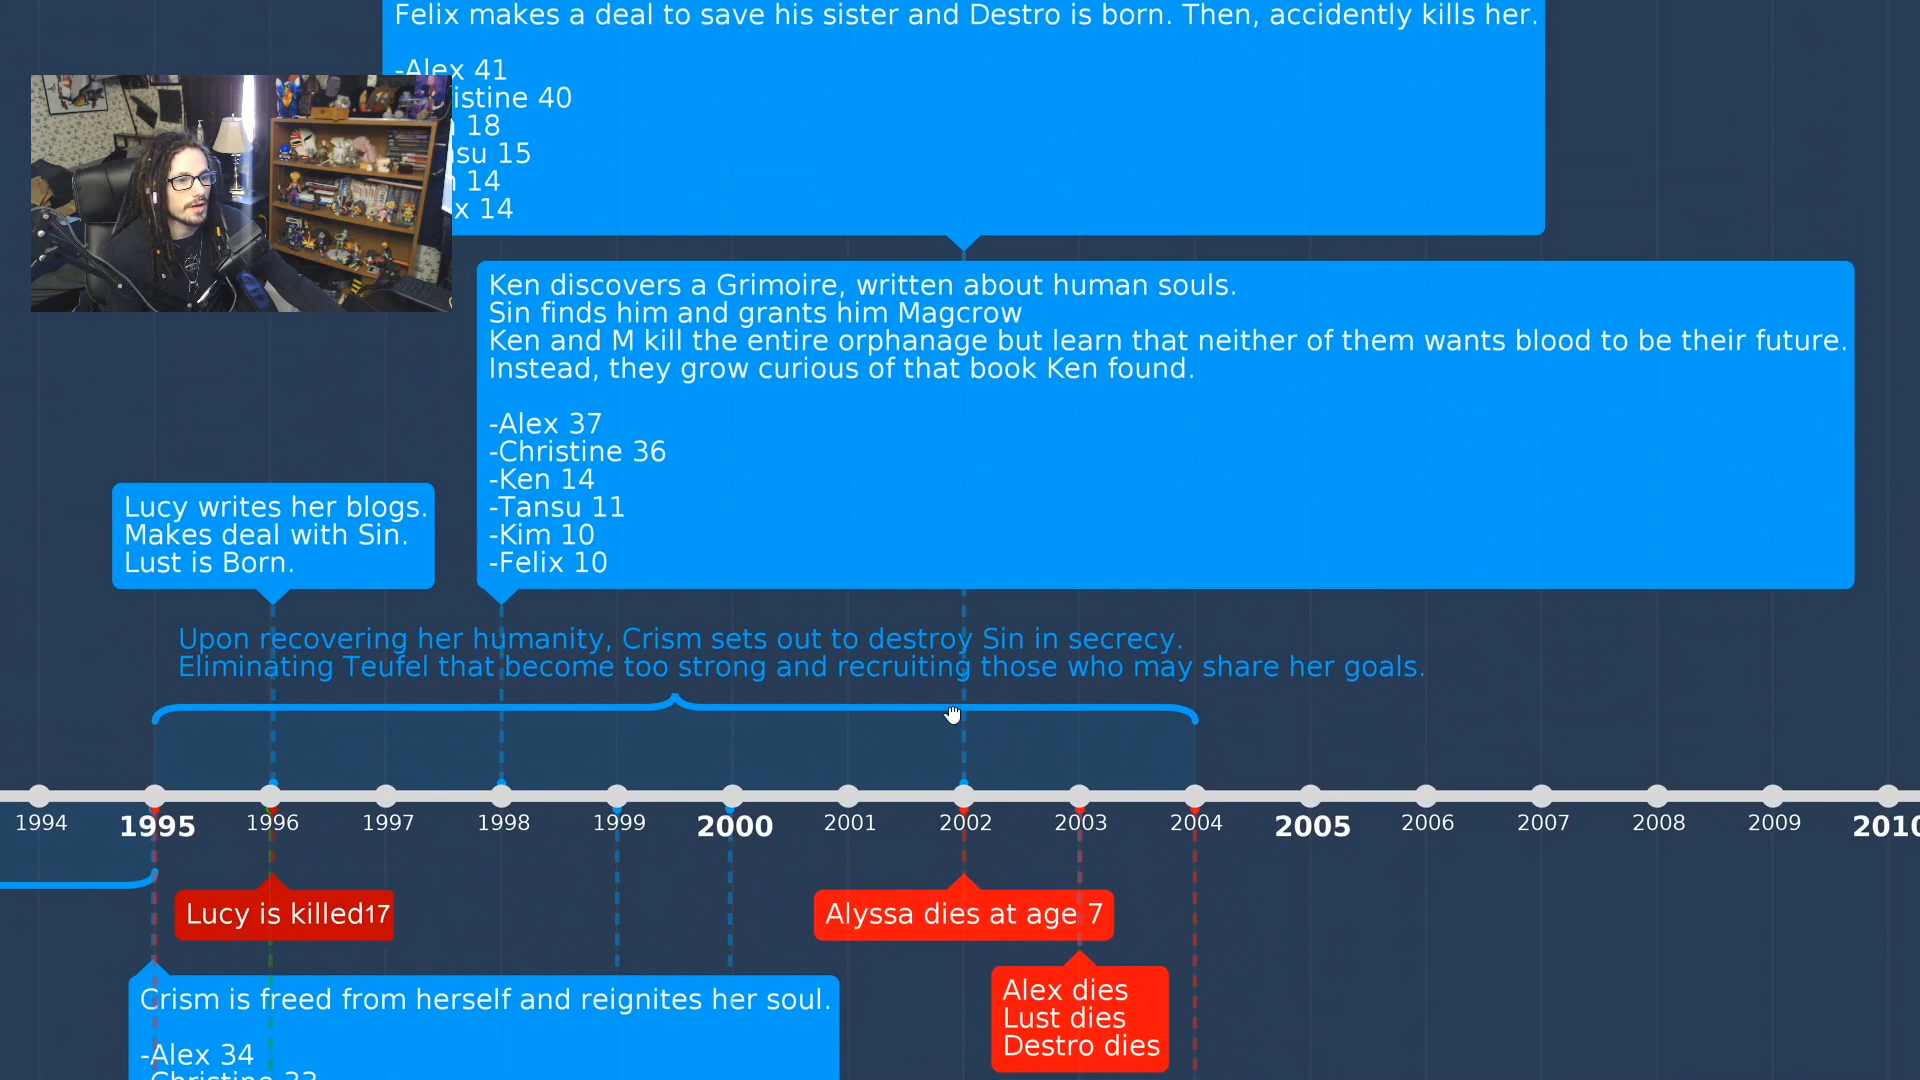 Felix makes a deal to save his sister and Destro is born. Then, accidently kills her.
-Alex 41
istine 40
18
su 15
14
x 14
Ken discovers a Grimoire, written about human souls.
Sin finds him and grants him Magcrow
Ken and M kill the entire orphanage but learn that neither of them wants blood to be their future.
Instead, they grow curious of that book Ken found.
-Alex 37
-Christine 36
-Ken 14
-Tansu 11
-Kim 10
-Felix 10
Lucy writes her blogs.
Makes deal with Sin.
Lust is Born.
Upon recovering her humanity, Crism sets out to destroy Sin in secrecy.
Eliminating Teufel that become too strong and recruiting those who may share her goals.
1994 1995 1996 1997 1998 1999 2000 2001 2002 2003 2004 2005 2006 2007 2008 2009 2010
Lucy is killed17
Alyssa dies at age 7
Alex dies
Lust dies
Destro dies
Crism is freed from herself and reignites her soul.
-Alex 34
-Christine 33